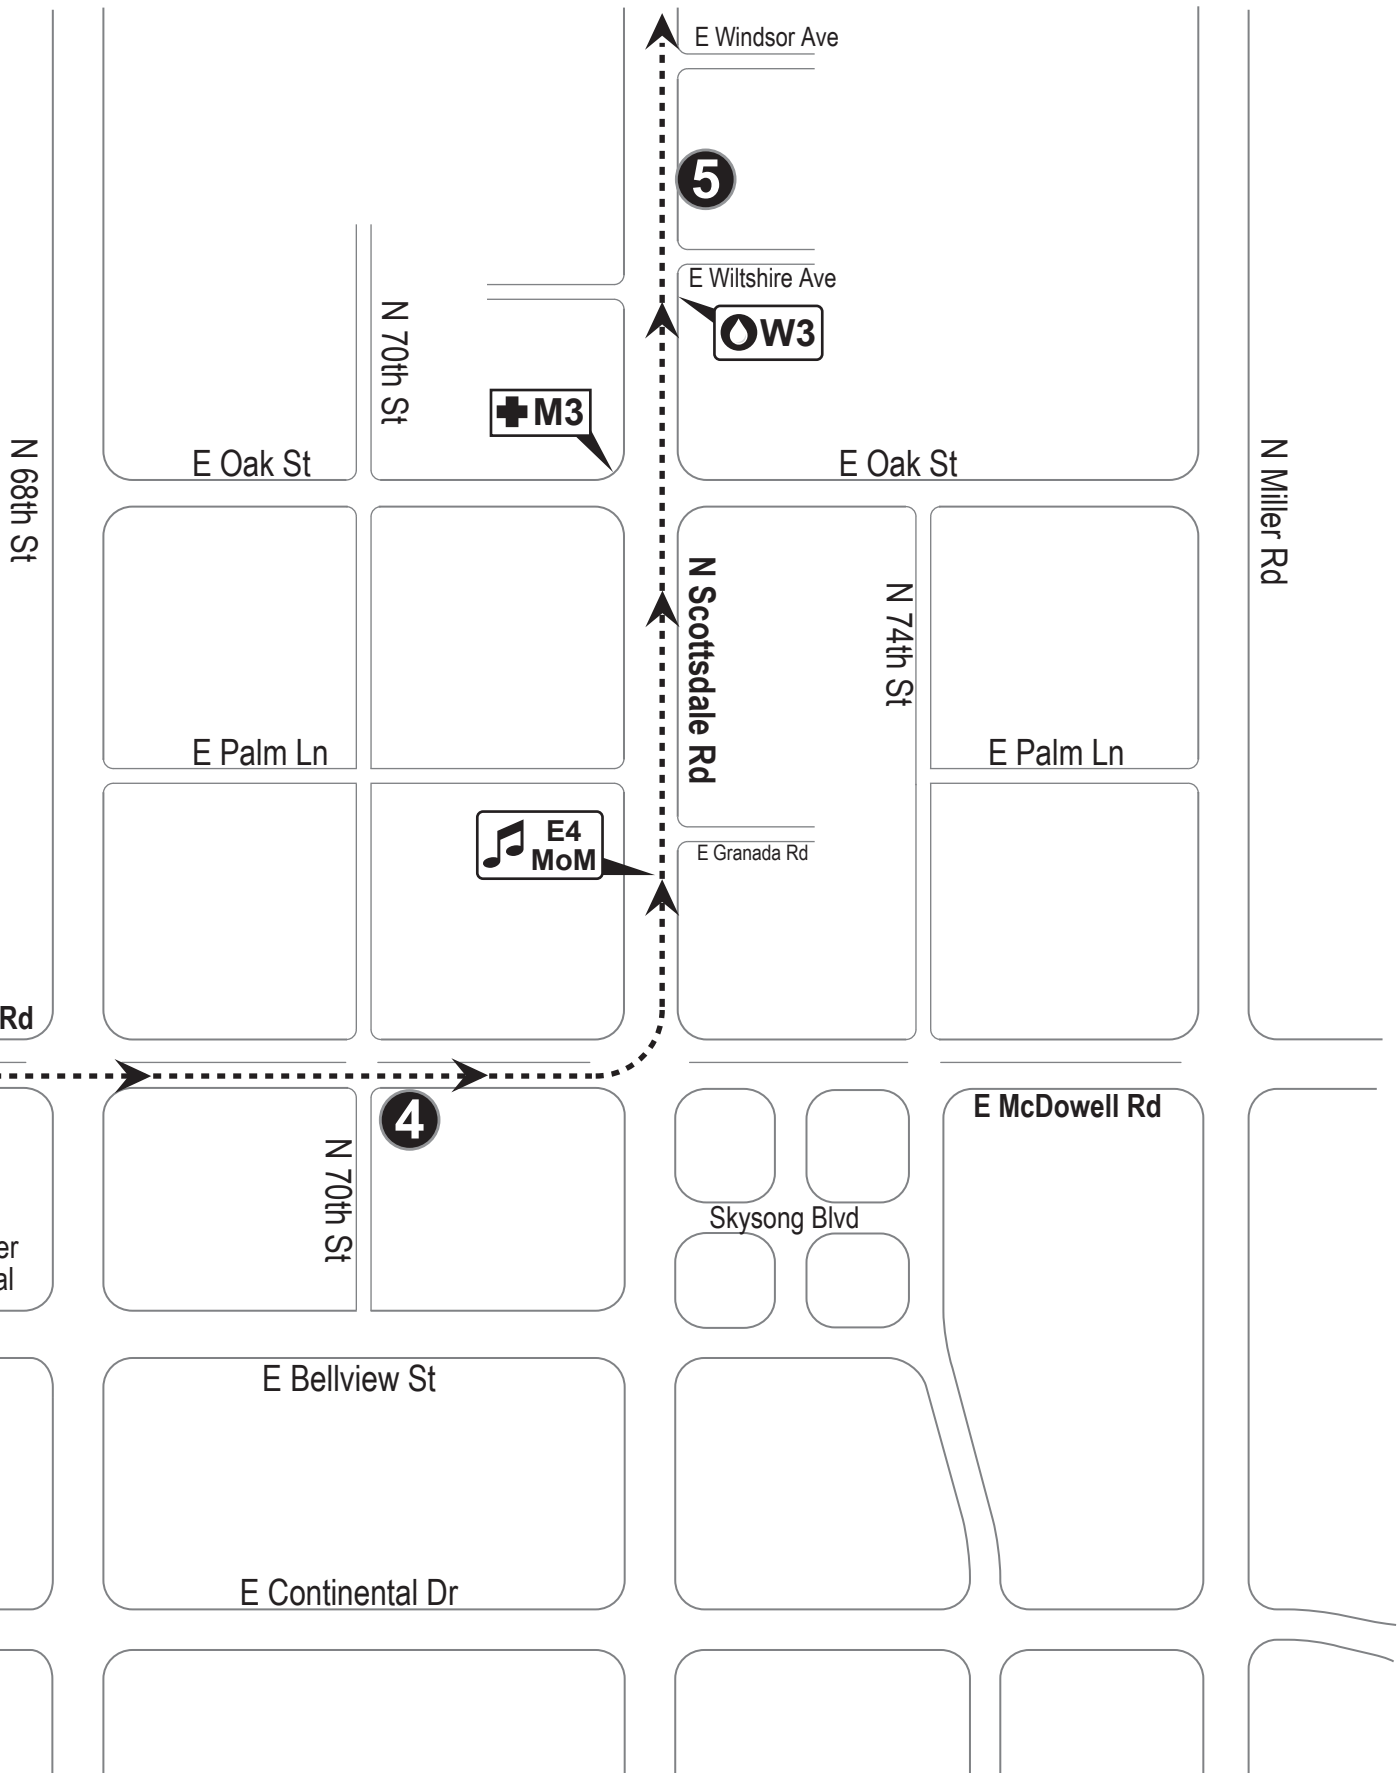 E Windsor Ave
5
E Wiltshire Ave
W3
N 70th St
M3
E Oak St
E Oak St
N 68th St
N Miller Rd
N Scottsdale Rd
N 74th St
E Palm Ln
E Palm Ln
E4
MoM
E Granada Rd
Rd
4
E McDowell Rd
N 70th St
Skysong Blvd
er
al
E Bellview St
E Continental Dr